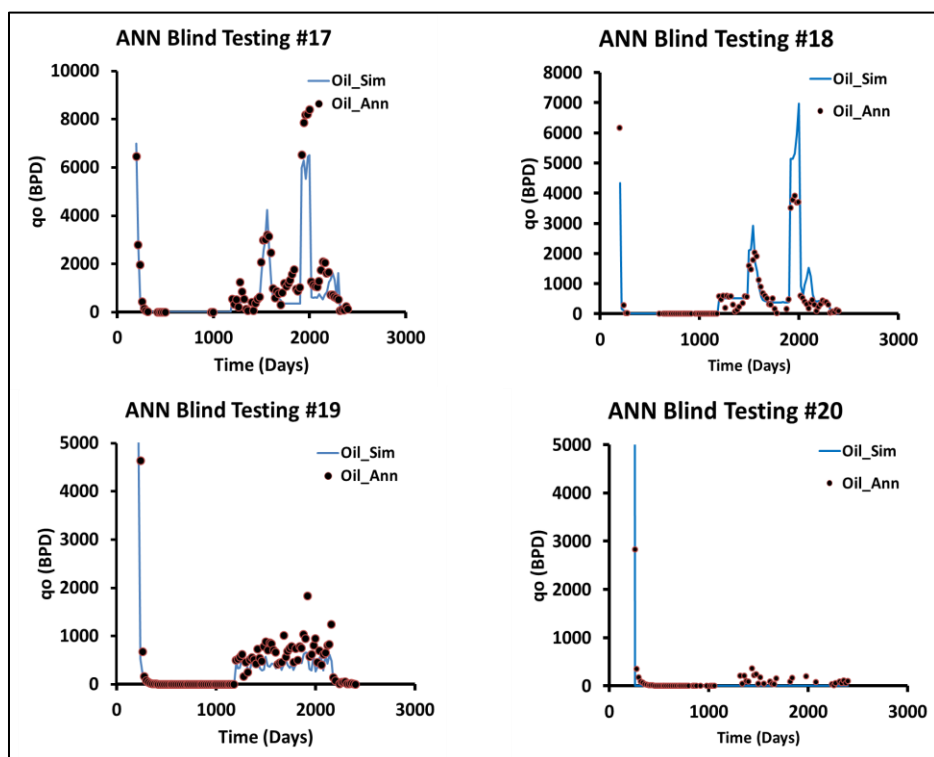 ANN Blind Testing #17
10000
8000
6000
4000
2000
0
qo (BPD)
0 1000 2000 3000
Time (Days)
Oil_Sim
Oil_Ann
ANN Blind Testing #18
8000
7000
6000
5000
4000
3000
2000
1000
0
qo (BPD)
0 1000 2000 3000
Time (Days)
Oil_Sim
Oil_Ann
ANN Blind Testing #19
5000
4000
3000
2000
1000
0
qo (BPD)
0 1000 2000 3000
Time (Days)
Oil_Sim
Oil_Ann
ANN Blind Testing #20
5000
4000
3000
2000
1000
0
qo (BPD)
0 1000 2000 3000
Time (Days)
Oil_Sim
Oil_Ann